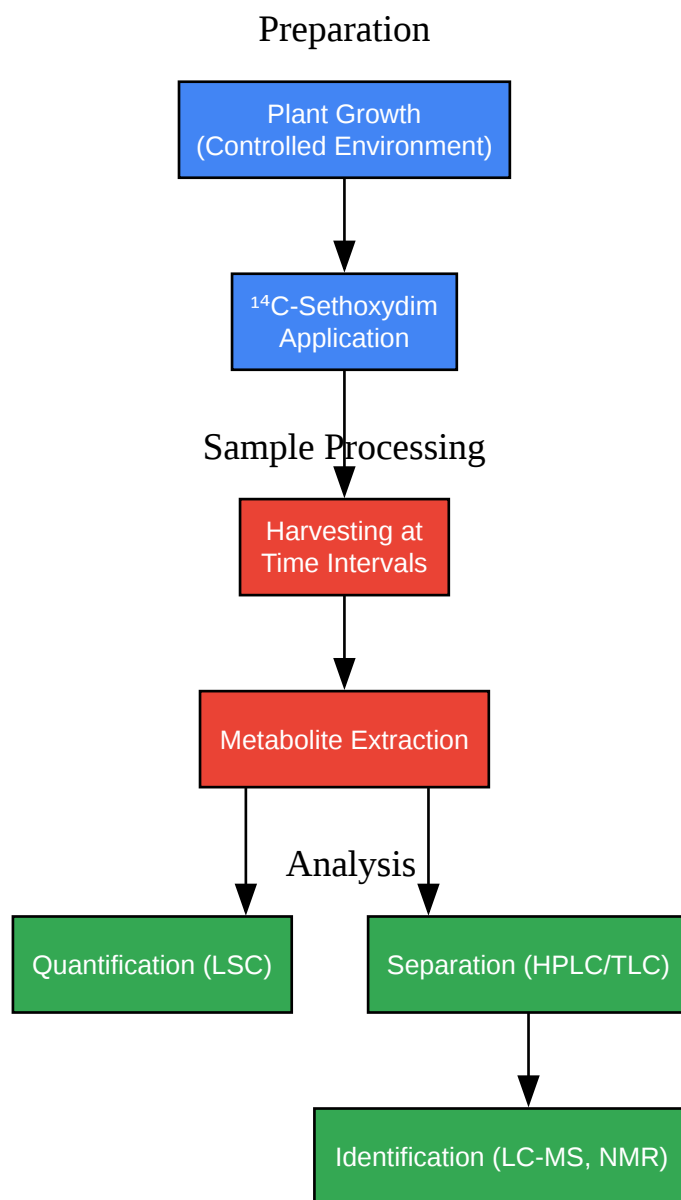 Preparation
Plant Growth
(Controlled Environment)
¹⁴C-Sethoxydim
Application
Sample Processing
Harvesting at
Time Intervals
Metabolite Extraction
Analysis
Quantification (LSC)
Separation (HPLC/TLC)
Identification (LC-MS, NMR)